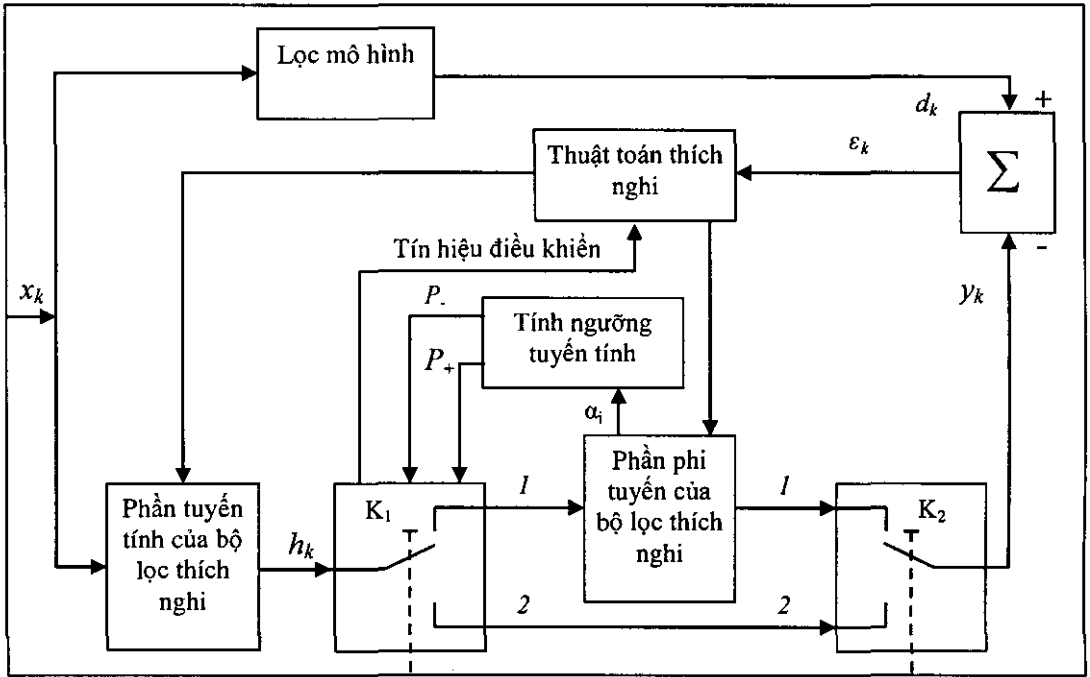 Lọc mô hình
d_k
+
Thuật toán thích
nghi
ε_k
Σ
Tín hiệu điều khiển
-
x_k
P_-
Tính ngưỡng
tuyến tính
y_k
P_+
α_i
Phần tuyến
tính của bộ
lọc thích
nghi
h_k
K_1
1
Phần phi
tuyến của
bộ lọc thích
nghi
1
K_2
2
2